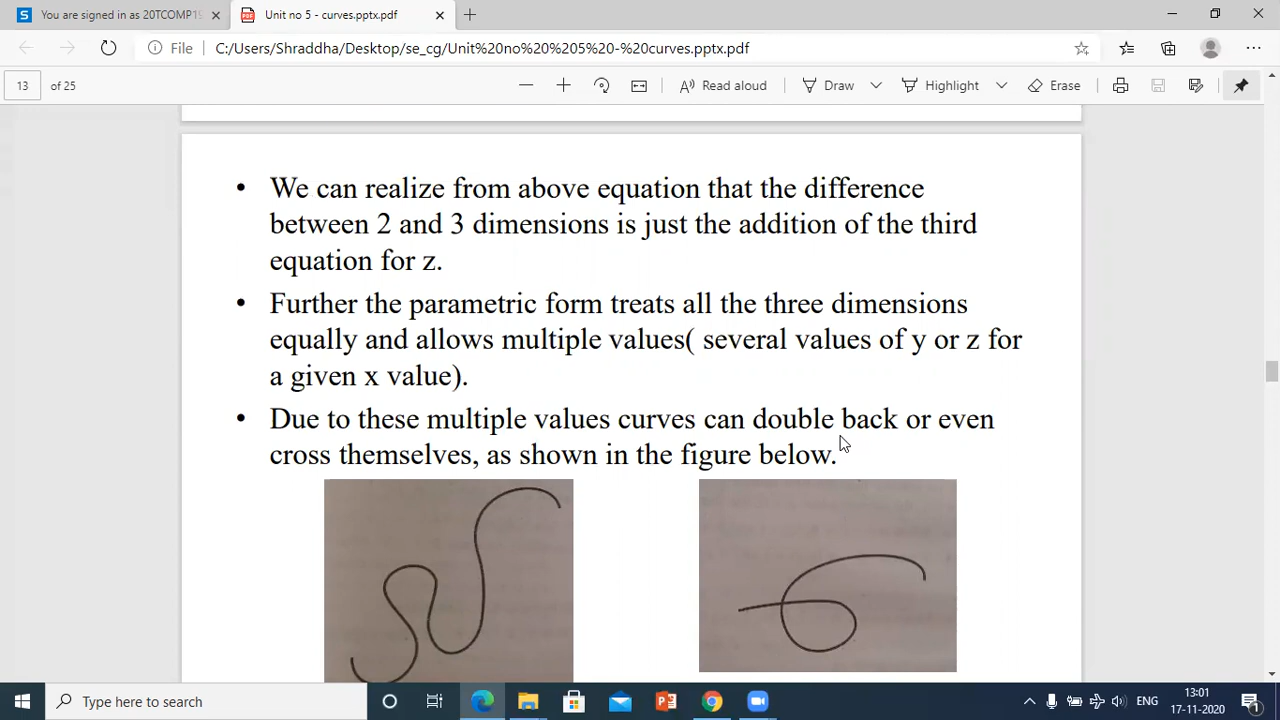 You are signed in as 20TCOMP19
Unit no 5 - curves.pptx.pdf
File
C:/Users/Shraddha/Desktop/se_cg/Unit%20no%20%205%20-%20curves.pptx.pdf
13 of 25
Read aloud
Draw
Highlight
Erase
• We can realize from above equation that the difference
between 2 and 3 dimensions is just the addition of the third
equation for z.
• Further the parametric form treats all the three dimensions
equally and allows multiple values( several values of y or z for
a given x value).
• Due to these multiple values curves can double back or even
cross themselves, as shown in the figure below.
Type here to search
ENG
13:01
17-11-2020
1